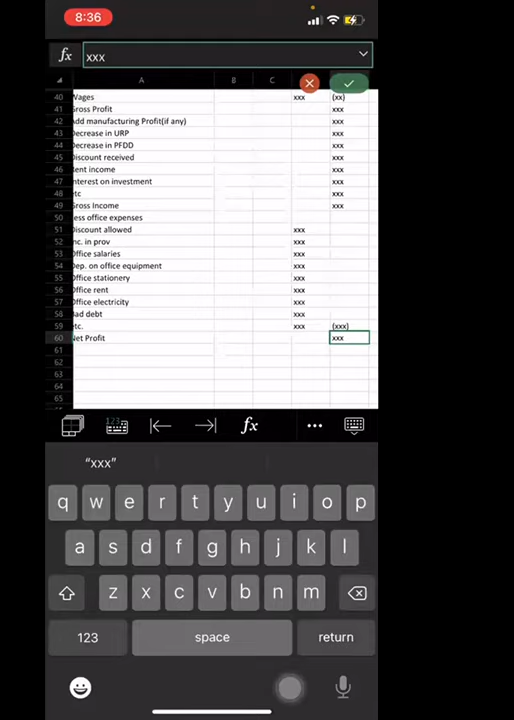 8:36
fx xxx
A B C
40 Wages xxx (xx)
41 Gross Profit xxx
42 Add manufacturing Profit(if any) xxx
43 Decrease in URP xxx
44 Decrease in PFDD xxx
45 Discount received xxx
46 Rent income xxx
47 Interest on investment xxx
48 etc xxx
49 Gross Income xxx
50 Less office expenses
51 Discount allowed xxx
52 Inc. in prov xxx
53 Office salaries xxx
54 Dep. on office equipment xxx
55 Office stationery xxx
56 Office rent xxx
57 Office electricity xxx
58 Bad debt xxx
59 etc. xxx (xxx)
60 Net Profit xxx
61
62
63
64
65
123 fx
“xxx”
q w e r t y u i o p
a s d f g h j k l
z x c v b n m
123 space return